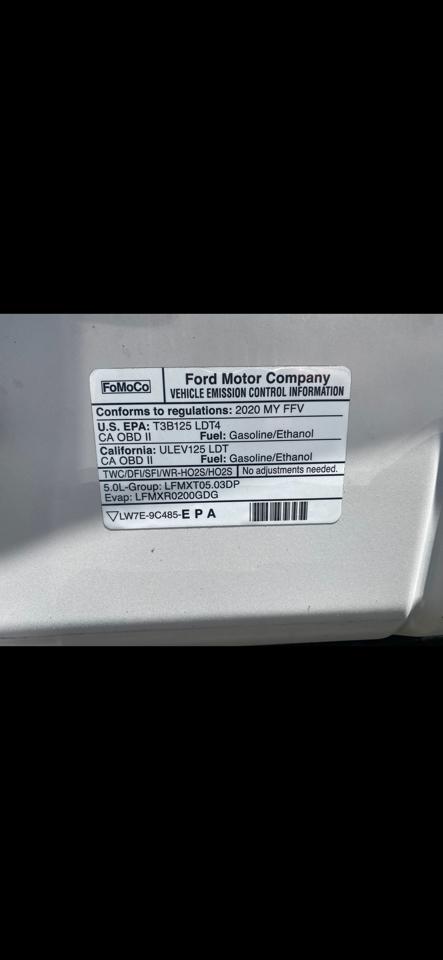 FoMoCo
Ford Motor Company
VEHICLE EMISSION CONTROL INFORMATION
Conforms to regulations: 2020 MY FFV
U.S. EPA: T3B125 LDT4
CA OBD II Fuel: Gasoline/Ethanol
California: ULEV125 LDT
CA OBD II Fuel: Gasoline/Ethanol
TWC/DFI/SFI/WR-HO2S/HO2S No adjustments needed.
5.0L-Group: LFMXT05.03DP
Evap: LFMXR0200GDG
LW7E-9C485-E P A